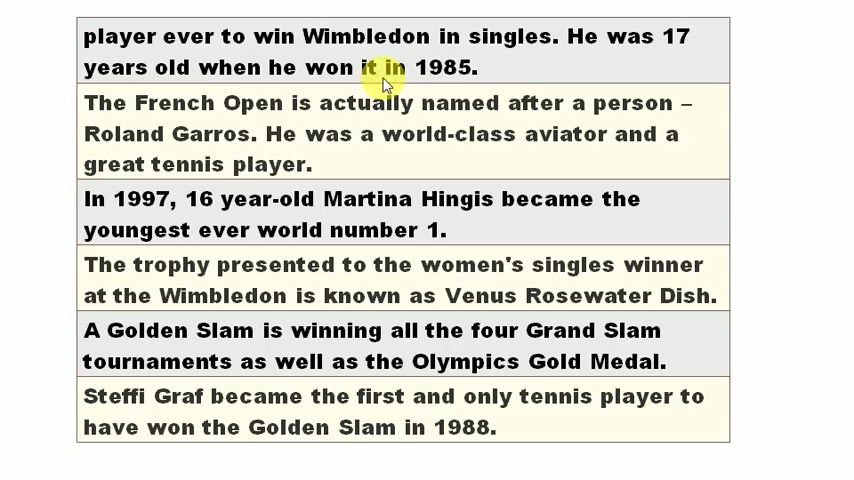 player ever to win Wimbledon in singles. He was 17
years old when he won it in 1985.
The French Open is actually named after a person –
Roland Garros. He was a world-class aviator and a
great tennis player.
In 1997, 16 year-old Martina Hingis became the
youngest ever world number 1.
The trophy presented to the women's singles winner
at the Wimbledon is known as Venus Rosewater Dish.
A Golden Slam is winning all the four Grand Slam
tournaments as well as the Olympics Gold Medal.
Steffi Graf became the first and only tennis player to
have won the Golden Slam in 1988.